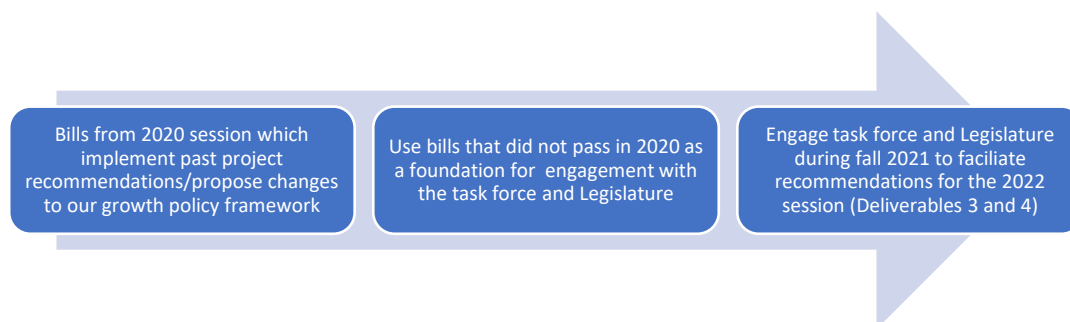 Bills from 2020 session which
implement past project
recommendations/propose changes
to our growth policy framework
Use bills that did not pass in 2020 as
a foundation for engagement with
the task force and Legislature
Engage task force and Legislature
during fall 2021 to faciliate
recommendations for the 2022
session (Deliverables 3 and 4)